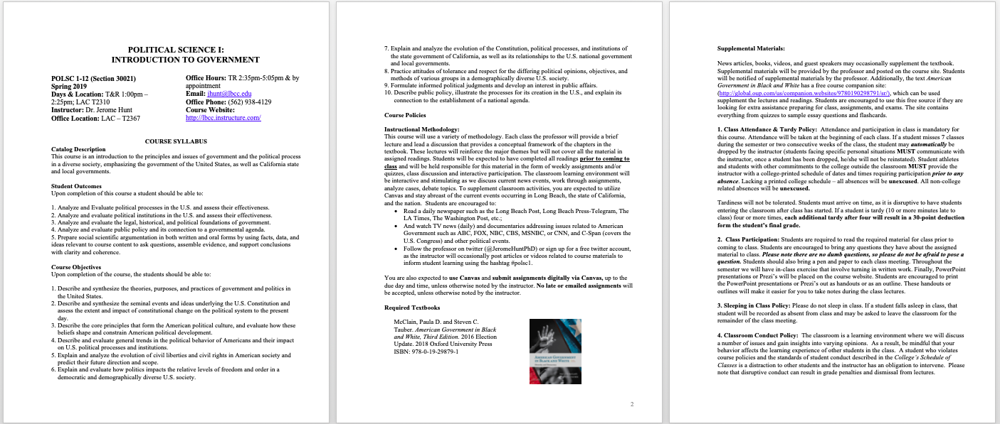 POLITICAL SCIENCE I:
INTRODUCTION TO GOVERNMENT
POLSC 1-12 (Section 30021)
Spring 2019
Days & Location: T&R 1:00pm –
2:25pm; LAC T2310
Instructor: Dr. Jerome Hunt
Office Location: LAC – T2367
Office Hours: TR 2:35pm-5:05pm & by
appointment
Email: jhunt@lbcc.edu
Office Phone: (562) 938-4129
Course Website:
http://lbcc.instructure.com/
COURSE SYLLABUS
Catalog Description
This course is an introduction to the principles and issues of government and the political process
in a diverse society, emphasizing the government of the United States, as well as California state
and local governments.
Student Outcomes
Upon completion of this course a student should be able to:
1. Analyze and Evaluate political processes in the U.S. and assess their effectiveness.
2. Analyze and evaluate political institutions in the U.S. and assess their effectiveness.
3. Analyze and evaluate the legal, historical, and political foundations of government.
4. Analyze and evaluate public policy and its connection to a governmental agenda.
5. Prepare social scientific argumentation in both written and oral forms by using facts, data, and
ideas relevant to course content to ask questions, assemble evidence, and support conclusions
with clarity and coherence.
Course Objectives
Upon completion of the course, the students should be able to:
1. Describe and synthesize the theories, purposes, and practices of government and politics in
the United States.
2. Describe and synthesize the seminal events and ideas underlying the U.S. Constitution and
assess the extent and impact of constitutional change on the political system to the present
day.
3. Describe the core principles that form the American political culture, and evaluate how these
beliefs shape and constrain American political development.
4. Describe and evaluate general trends in the political behavior of Americans and their impact
on U.S. political processes and institutions.
5. Explain and analyze the evolution of civil liberties and civil rights in American society and
predict their future direction and scope.
6. Explain and evaluate how politics impacts the relative levels of freedom and order in a
democratic and demographically diverse U.S. society.
7. Explain and analyze the evolution of the Constitution, political processes, and institutions of
the state government of California, as well as its relationships to the U.S. national government
and local governments.
8. Practice attitudes of tolerance and respect for the differing political opinions, objectives, and
methods of various groups in a demographically diverse U.S. society.
9. Formulate informed political judgments and develop an interest in public affairs.
10. Describe public policy, illustrate the processes for its creation in the U.S., and explain its
connection to the establishment of a national agenda.
Course Policies
Instructional Methodology:
This course will use a variety of methodology. Each class the professor will provide a brief
lecture and lead a discussion that provides a conceptual framework of the chapters in the
textbook. These lectures will reinforce the major themes but will not cover all the material in
assigned readings. Students will be expected to have completed all readings prior to coming to
class and will be held responsible for this material in the form of weekly assignments and/or
quizzes, class discussion and interactive participation. The classroom learning environment will
be interactive and stimulating as we discuss current news events, work through assignments,
analyze cases, debate topics. To supplement classroom activities, you are expected to utilize
Canvas and stay abreast of the current events occurring in Long Beach, the state of California,
and the nation. Students are encouraged to:
• Read a daily newspaper such as the Long Beach Post, Long Beach Press-Telegram, The
LA Times, The Washington Post, etc.;
• And watch TV news (daily) and documentaries addressing issues related to American
Government such as ABC, FOX, NBC, CBS, MSNBC, or CNN, and C-Span (covers the
U.S. Congress) and other political events.
• Follow the professor on twitter (@JeromeHuntPhD) or sign up for a free twitter account,
as the instructor will occasionally post articles or videos related to course materials to
inform student learning using the hashtag #polsc1.
You are also expected to use Canvas and submit assignments digitally via Canvas, up to the
due day and time, unless otherwise noted by the instructor. No late or emailed assignments will
be accepted, unless otherwise noted by the instructor.
Required Textbooks
McClain, Paula D. and Steven C.
Tauber. American Government in Black
and White, Third Edition. 2016 Election
Update. 2018 Oxford University Press
ISBN: 978-0-19-29879-1
AMERICAN GOVERNMENT
IN BLACK AND WHITE
2
Supplemental Materials:
News articles, books, videos, and guest speakers may occasionally supplement the textbook.
Supplemental materials will be provided by the professor and posted on the course site. Students
will be notified of supplemental materials by the professor. Additionally, the text American
Government in Black and White has a free course companion site:
(http://global.oup.com/us/companion.websites/9780190298791/sr/), which can be used
supplement the lectures and readings. Students are encouraged to use this free source if they are
looking for extra assistance preparing for class, assignments, and exams. The site contains
everything from quizzes to sample essay questions and flashcards.
1. Class Attendance & Tardy Policy: Attendance and participation in class is mandatory for
this course. Attendance will be taken at the beginning of each class. If a student misses 7 classes
during the semester or two consecutive weeks of the class, the student may automatically be
dropped by the instructor (students facing specific personal situations MUST communicate with
the instructor, once a student has been dropped, he/she will not be reinstated). Student athletes
and students with other commitments to the college outside the classroom MUST provide the
instructor with a college-printed schedule of dates and times requiring participation prior to any
absence. Lacking a printed college schedule – all absences will be unexcused. All non-college
related absences will be unexcused.
Tardiness will not be tolerated. Students must arrive on time, as it is disruptive to have students
entering the classroom after class has started. If a student is tardy (10 or more minutes late to
class) four or more times, each additional tardy after four will result in a 30-point deduction
form the student's final grade.
2. Class Participation: Students are required to read the required material for class prior to
coming to class. Students are encouraged to bring any questions they have about the assigned
material to class. Please note there are no dumb questions, so please do not be afraid to pose a
question. Students should also bring a pen and paper to each class meeting. Throughout the
semester we will have in-class exercise that involve turning in written work. Finally, PowerPoint
presentations or Prezi's will be placed on the course website. Students are encouraged to print
the PowerPoint presentations or Prezi's out as handouts or as an outline. These handouts or
outlines will make it easier for you to take notes during the class lectures.
3. Sleeping in Class Policy: Please do not sleep in class. If a student falls asleep in class, that
student will be recorded as absent from class and may be asked to leave the classroom for the
remainder of the class meeting.
4. Classroom Conduct Policy: The classroom is a learning environment where we will discuss
a number of issues and gain insights into varying opinions. As a result, be mindful that your
behavior affects the learning experience of other students in the class. A student who violates
course policies and the standards of student conduct described in the College's Schedule of
Classes is a distraction to other students and the instructor has an obligation to intervene. Please
note that disruptive conduct can result in grade penalties and dismissal from lectures.